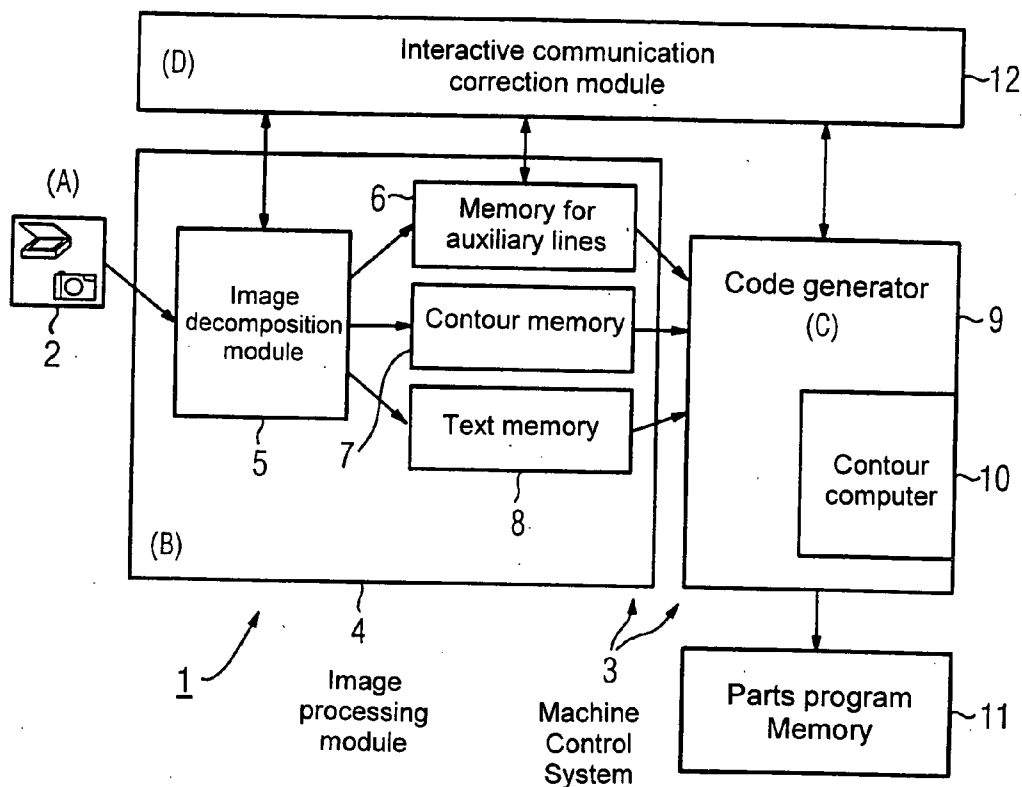 (D)
Interactive communication
correction module
12
(A)
2
6
Memory for
auxiliary lines
Image
decomposition
module
5
Contour memory
7
Text memory
8
Code generator
(C)
9
Contour
computer
10
(B)
4
1
Image
processing
module
3
Machine
Control
System
Parts program
Memory
11